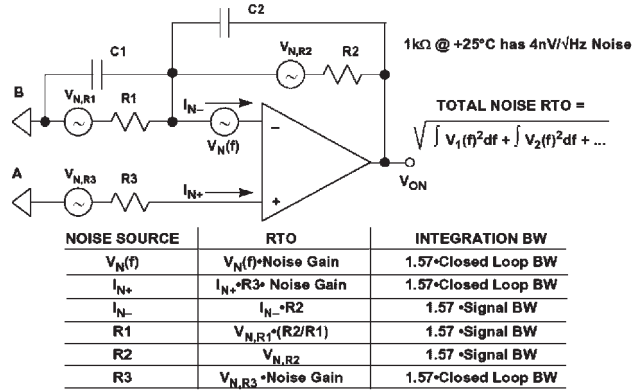 C2
C1
V_N,R2
R2
1kΩ @ +25°C has 4nV/√Hz Noise
B
V_N,R1
R1
I_N–
V_N(f)
–
TOTAL NOISE RTO =
√ ∫ V_1(f)²df + ∫ V_2(f)²df + ...
A
V_N,R3
R3
I_N+
+
V_ON
NOISE SOURCE RTO INTEGRATION BW
V_N(f) V_N(f)•Noise Gain 1.57•Closed Loop BW
I_N+ I_N+•R3• Noise Gain 1.57•Closed Loop BW
I_N– I_N–•R2 1.57 •Signal BW
R1 V_N,R1•(R2/R1) 1.57 •Signal BW
R2 V_N,R2 1.57 •Signal BW
R3 V_N,R3 •Noise Gain 1.57•Closed Loop BW